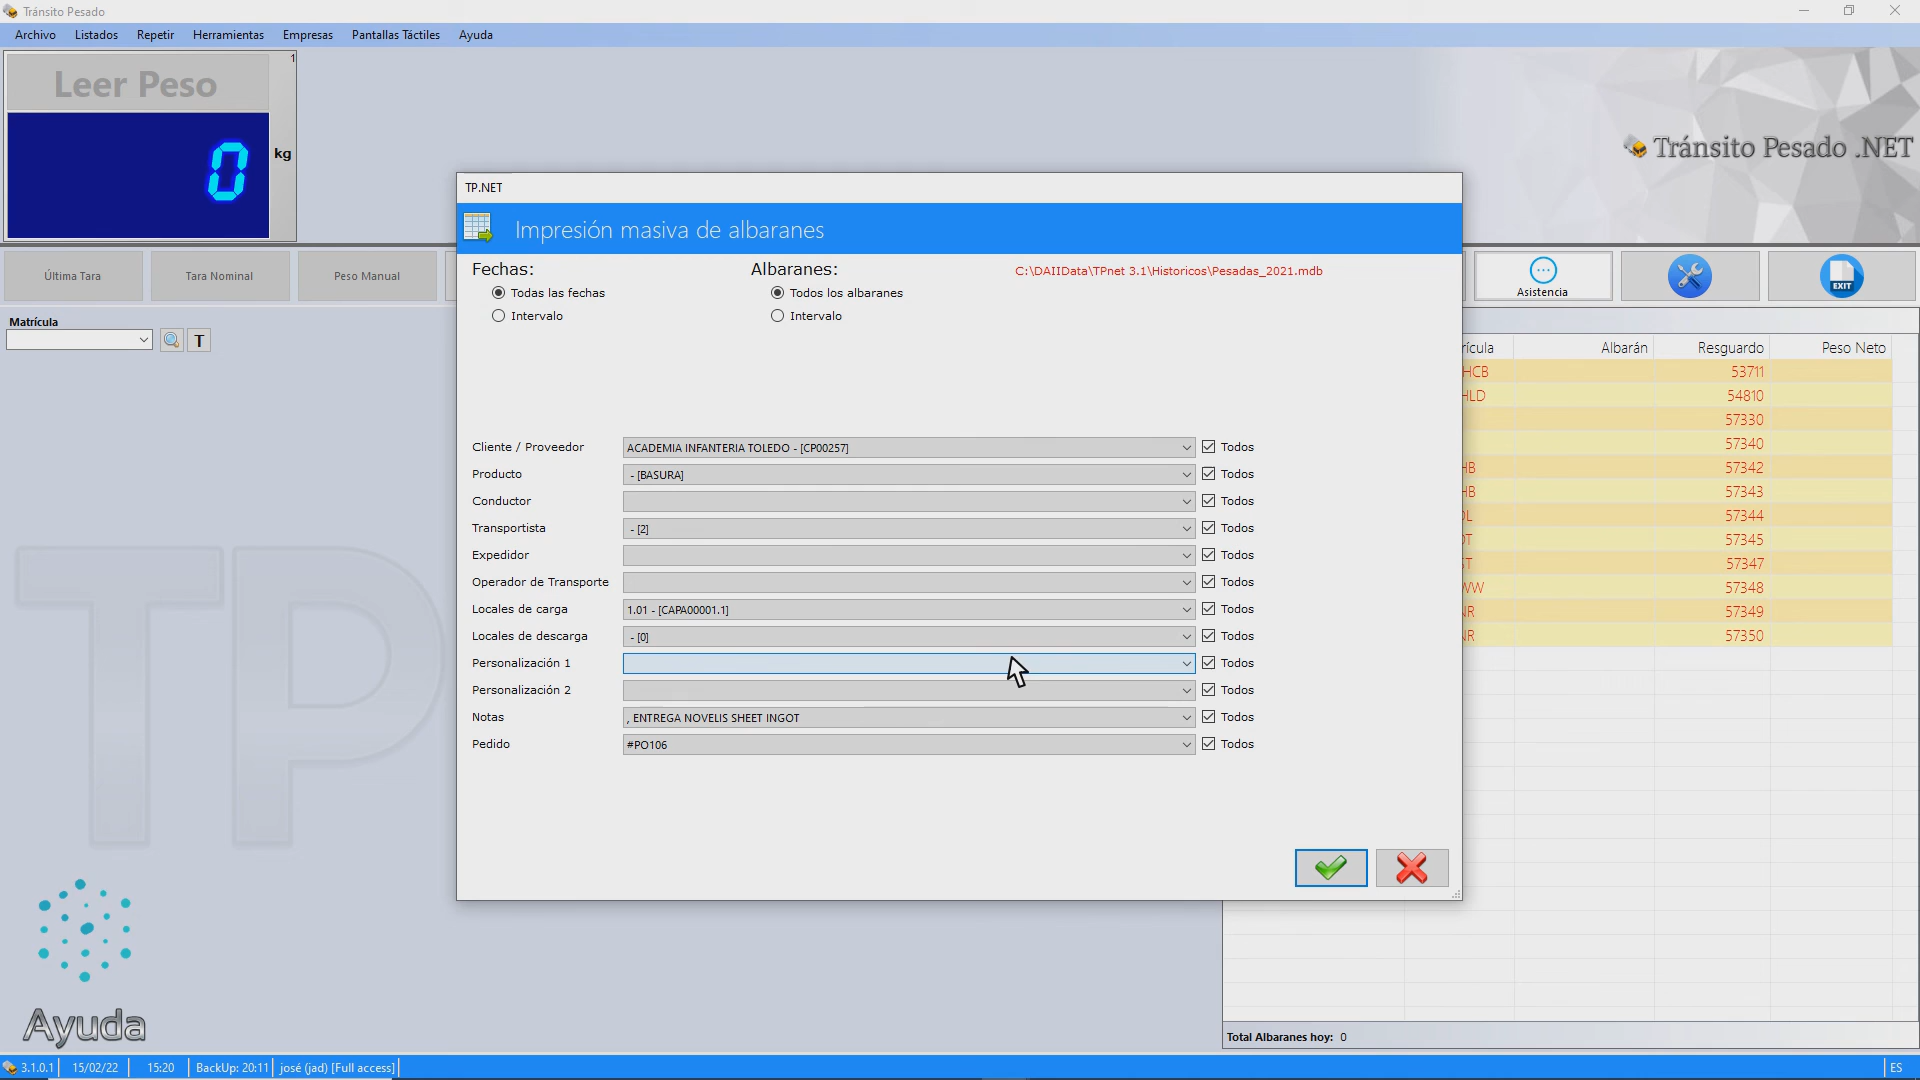 Tránsito Pesado
Archivo Listados Repetir Herramientas Empresas Pantallas Táctiles Ayuda
Leer Peso
1
0 kg
Tránsito Pesado .NET
Última Tara
Tara Nominal
Peso Manual
Asistencia
EXIT
Matrícula
T
TP.NET
Impresión masiva de albaranes
Fechas:
Todas las fechas
Intervalo
Albaranes:
Todos los albaranes
Intervalo
C:\DAIIData\TPnet 3.1\Historicos\Pesadas_2021.mdb
Cliente / Proveedor ACADEMIA INFANTERIA TOLEDO - [CP00257] Todos
Producto - [BASURA] Todos
Conductor Todos
Transportista - [2] Todos
Expedidor Todos
Operador de Transporte Todos
Locales de carga 1.01 - [CAPA00001.1] Todos
Locales de descarga - [0] Todos
Personalización 1 Todos
Personalización 2 Todos
Notas , ENTREGA NOVELIS SHEET INGOT Todos
Pedido #PO106 Todos
rícula Albarán Resguardo Peso Neto
HCB 53711
HLD 54810
57330
57340
HB 57342
HB 57343
OL 57344
DT 57345
ST 57347
WW 57348
NR 57349
NR 57350
TP
Ayuda
Total Albaranes hoy: 0
3.1.0.1 15/02/22 15:20 BackUp: 20:11 josé (jad) [Full access] ES